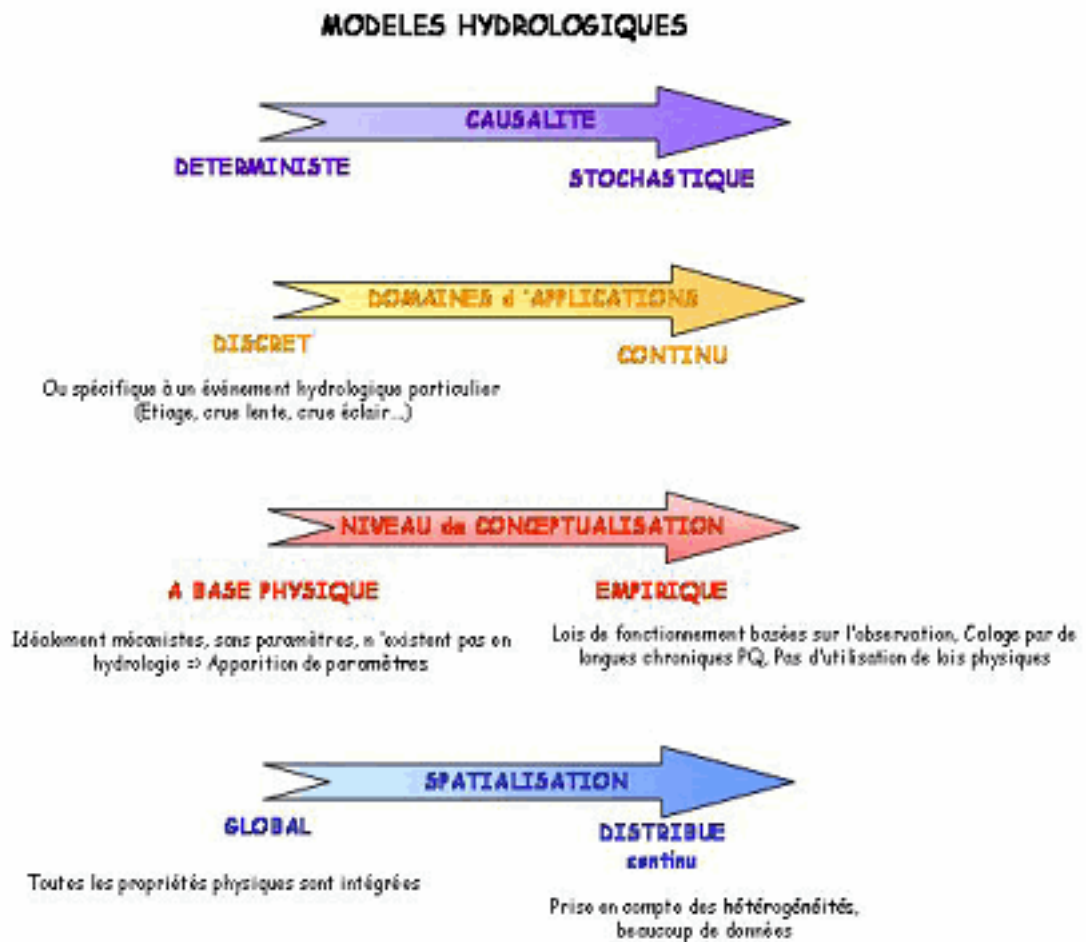 MODELES HYDROLOGIQUES
CAUSALITE
DETERMINISTE
STOCHASTIQUE
DOMAINES d 'APPLICATIONS
DISCRET
CONTINU
Ou spécifique à un événement hydrologique particulier
(Etiage, crue lente, crue éclair...)
NIVEAU de CONCEPTUALISATION
A BASE PHYSIQUE
EMPIRIQUE
Idéalement mécanistes, sans paramètres, n 'existent pas en
hydrologie => Apparition de paramètres
Lois de fonctionnement basées sur l'observation, Calage par de
longues chroniques PQ, Pas d'utilisation de lois physiques
SPATIALISATION
GLOBAL
DISTRIBUE
continu
Toutes les propriétés physiques sont intégrées
Prise en compte des hétérogénéités,
beaucoup de données